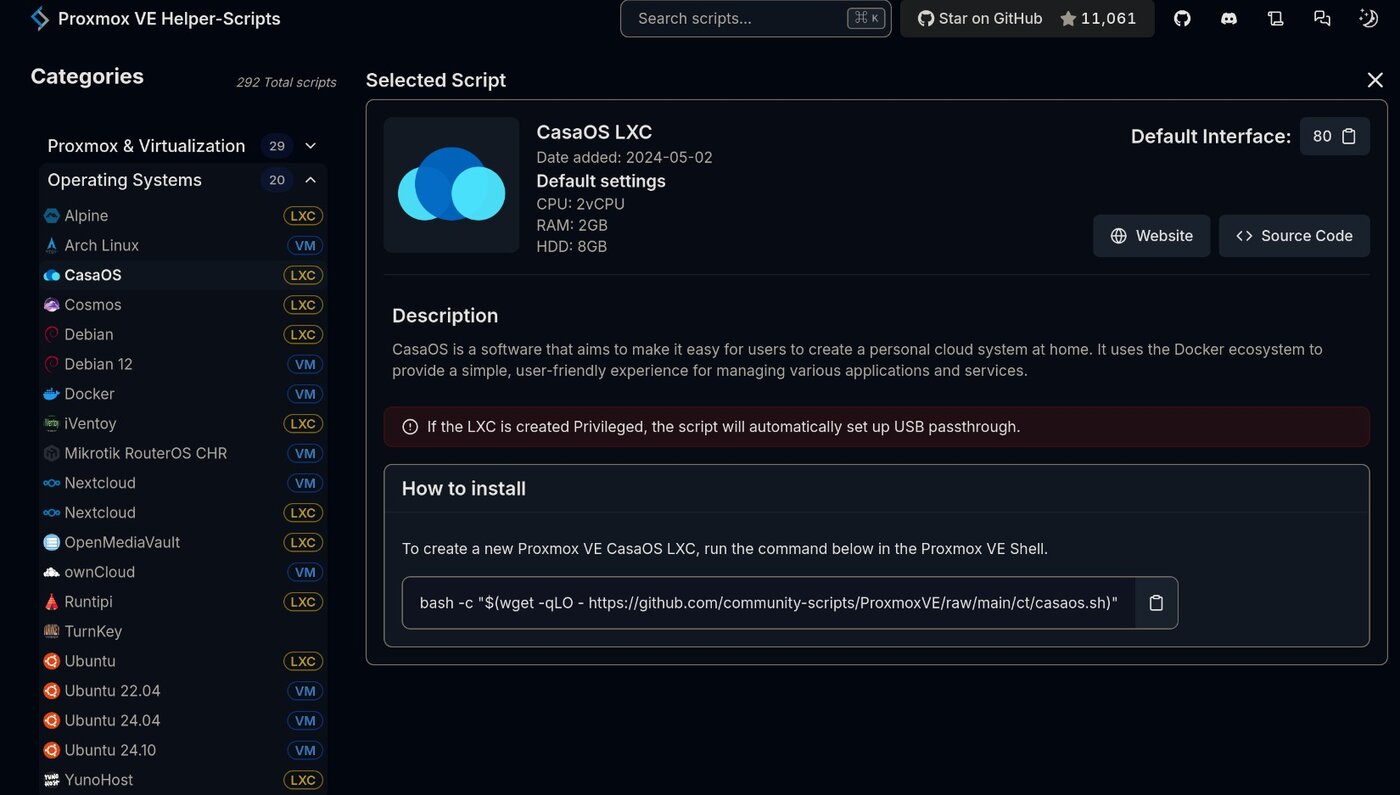 Proxmox VE Helper-Scripts
Search scripts...
⌘ K
Star on GitHub
11,061
Categories
292 Total scripts
Proxmox & Virtualization 29
Operating Systems 20
Alpine LXC
Arch Linux VM
CasaOS LXC
Cosmos LXC
Debian LXC
Debian 12 VM
Docker VM
iVentoy LXC
Mikrotik RouterOS CHR VM
Nextcloud VM
Nextcloud LXC
OpenMediaVault LXC
ownCloud VM
Runtipi LXC
TurnKey
Ubuntu LXC
Ubuntu 22.04 VM
Ubuntu 24.04 VM
Ubuntu 24.10 VM
YunoHost LXC
Selected Script
CasaOS LXC
Date added: 2024-05-02
Default settings
CPU: 2vCPU
RAM: 2GB
HDD: 8GB
Default Interface: 80
Website
Source Code
Description
CasaOS is a software that aims to make it easy for users to create a personal cloud system at home. It uses the Docker ecosystem to
provide a simple, user-friendly experience for managing various applications and services.
If the LXC is created Privileged, the script will automatically set up USB passthrough.
How to install
To create a new Proxmox VE CasaOS LXC, run the command below in the Proxmox VE Shell.
bash -c "$(wget -qLO - https://github.com/community-scripts/ProxmoxVE/raw/main/ct/casaos.sh)"